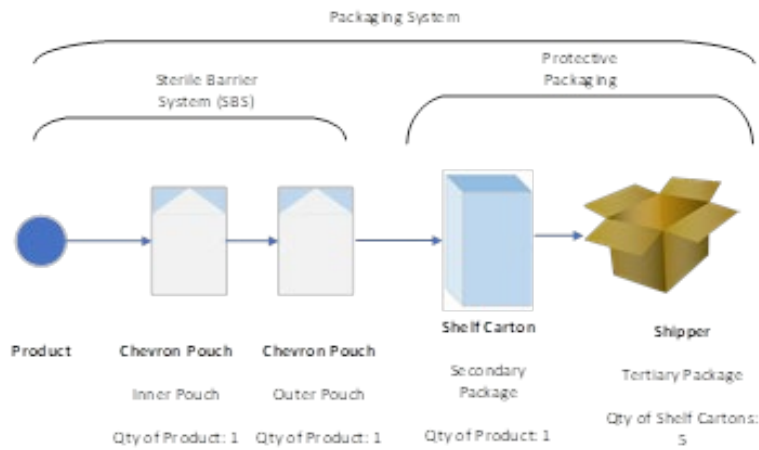 Packaging System
Protective
Packaging
Sterile Barrier
System (SBS)
Product
Chevron Pouch
Inner Pouch
Qty of Product: 1
Chevron Pouch
Outer Pouch
Qty of Product: 1
Shelf Carton
Secondary
Package
Qty of Product: 1
Shipper
Tertiary Package
Qty of Shelf Cartons:
5